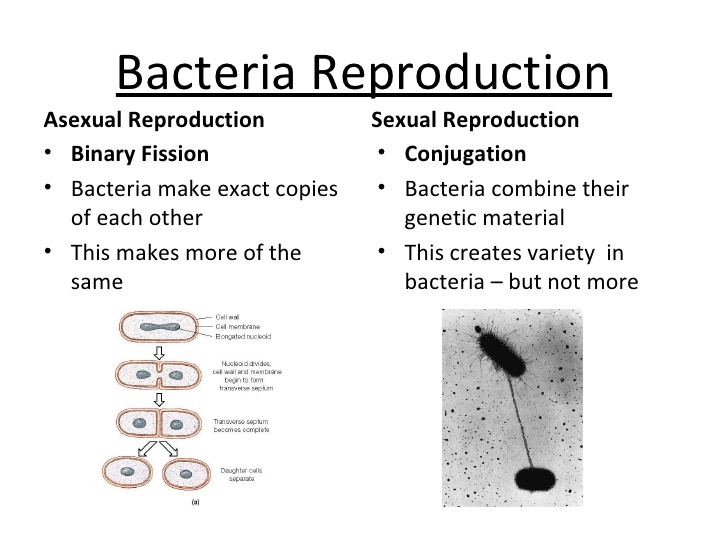 Bacteria Reproduction
Asexual Reproduction
• Binary Fission
• Bacteria make exact copies
of each other
• This makes more of the
same
Sexual Reproduction
• Conjugation
• Bacteria combine their
genetic material
• This creates variety  in
bacteria – but not more
Cell wall
Cell membrane
Elongated nucleoid
Nucleoid divides,
cell wall and membrane
begin to form
transverse septum
Transverse septum
becomes complete
Daughter cells
separate
(a)